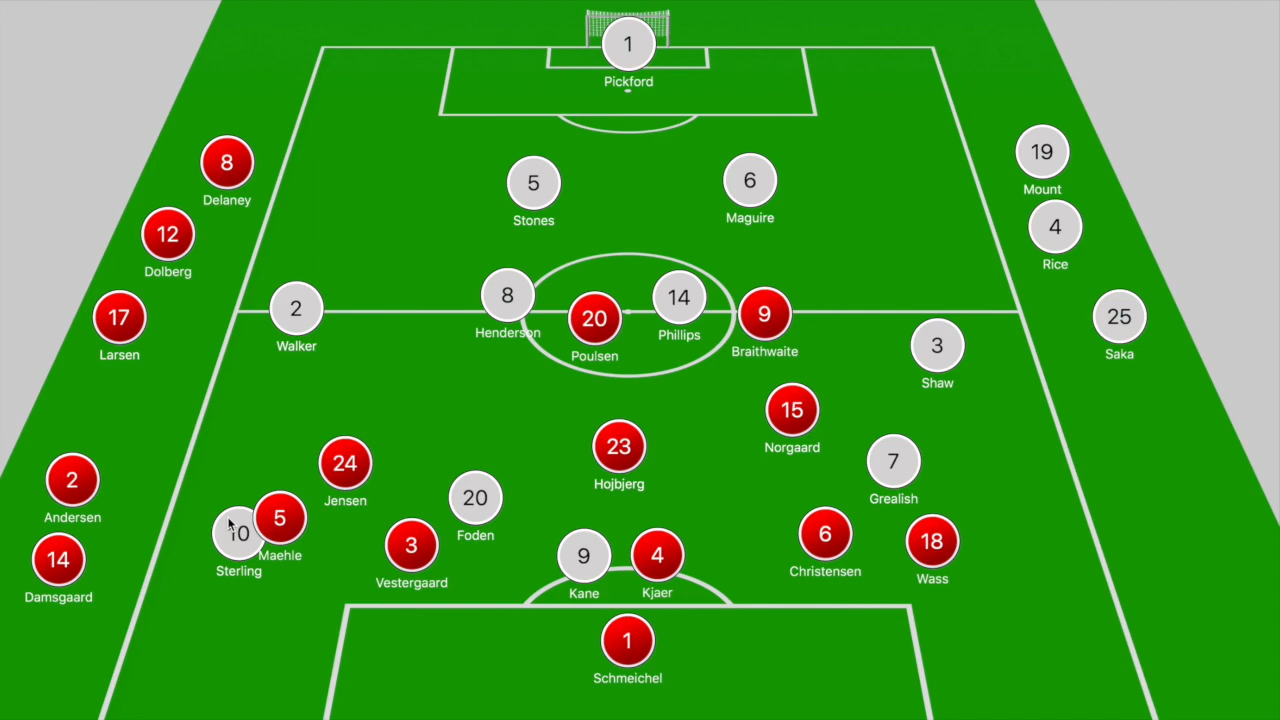 1
Pickford
8
Delaney
19
Mount
5
Stones
6
Maguire
12
Dolberg
4
Rice
17
Larsen
2
Walker
8
Henderson
20
Poulsen
14
Phillips
9
Braithwaite
3
Shaw
25
Saka
15
Norgaard
23
Hojbjerg
24
Jensen
7
Grealish
2
Andersen
20
Foden
10
Sterling
5
Maehle
3
Vestergaard
9
Kane
4
Kjaer
6
Christensen
18
Wass
14
Damsgaard
1
Schmeichel